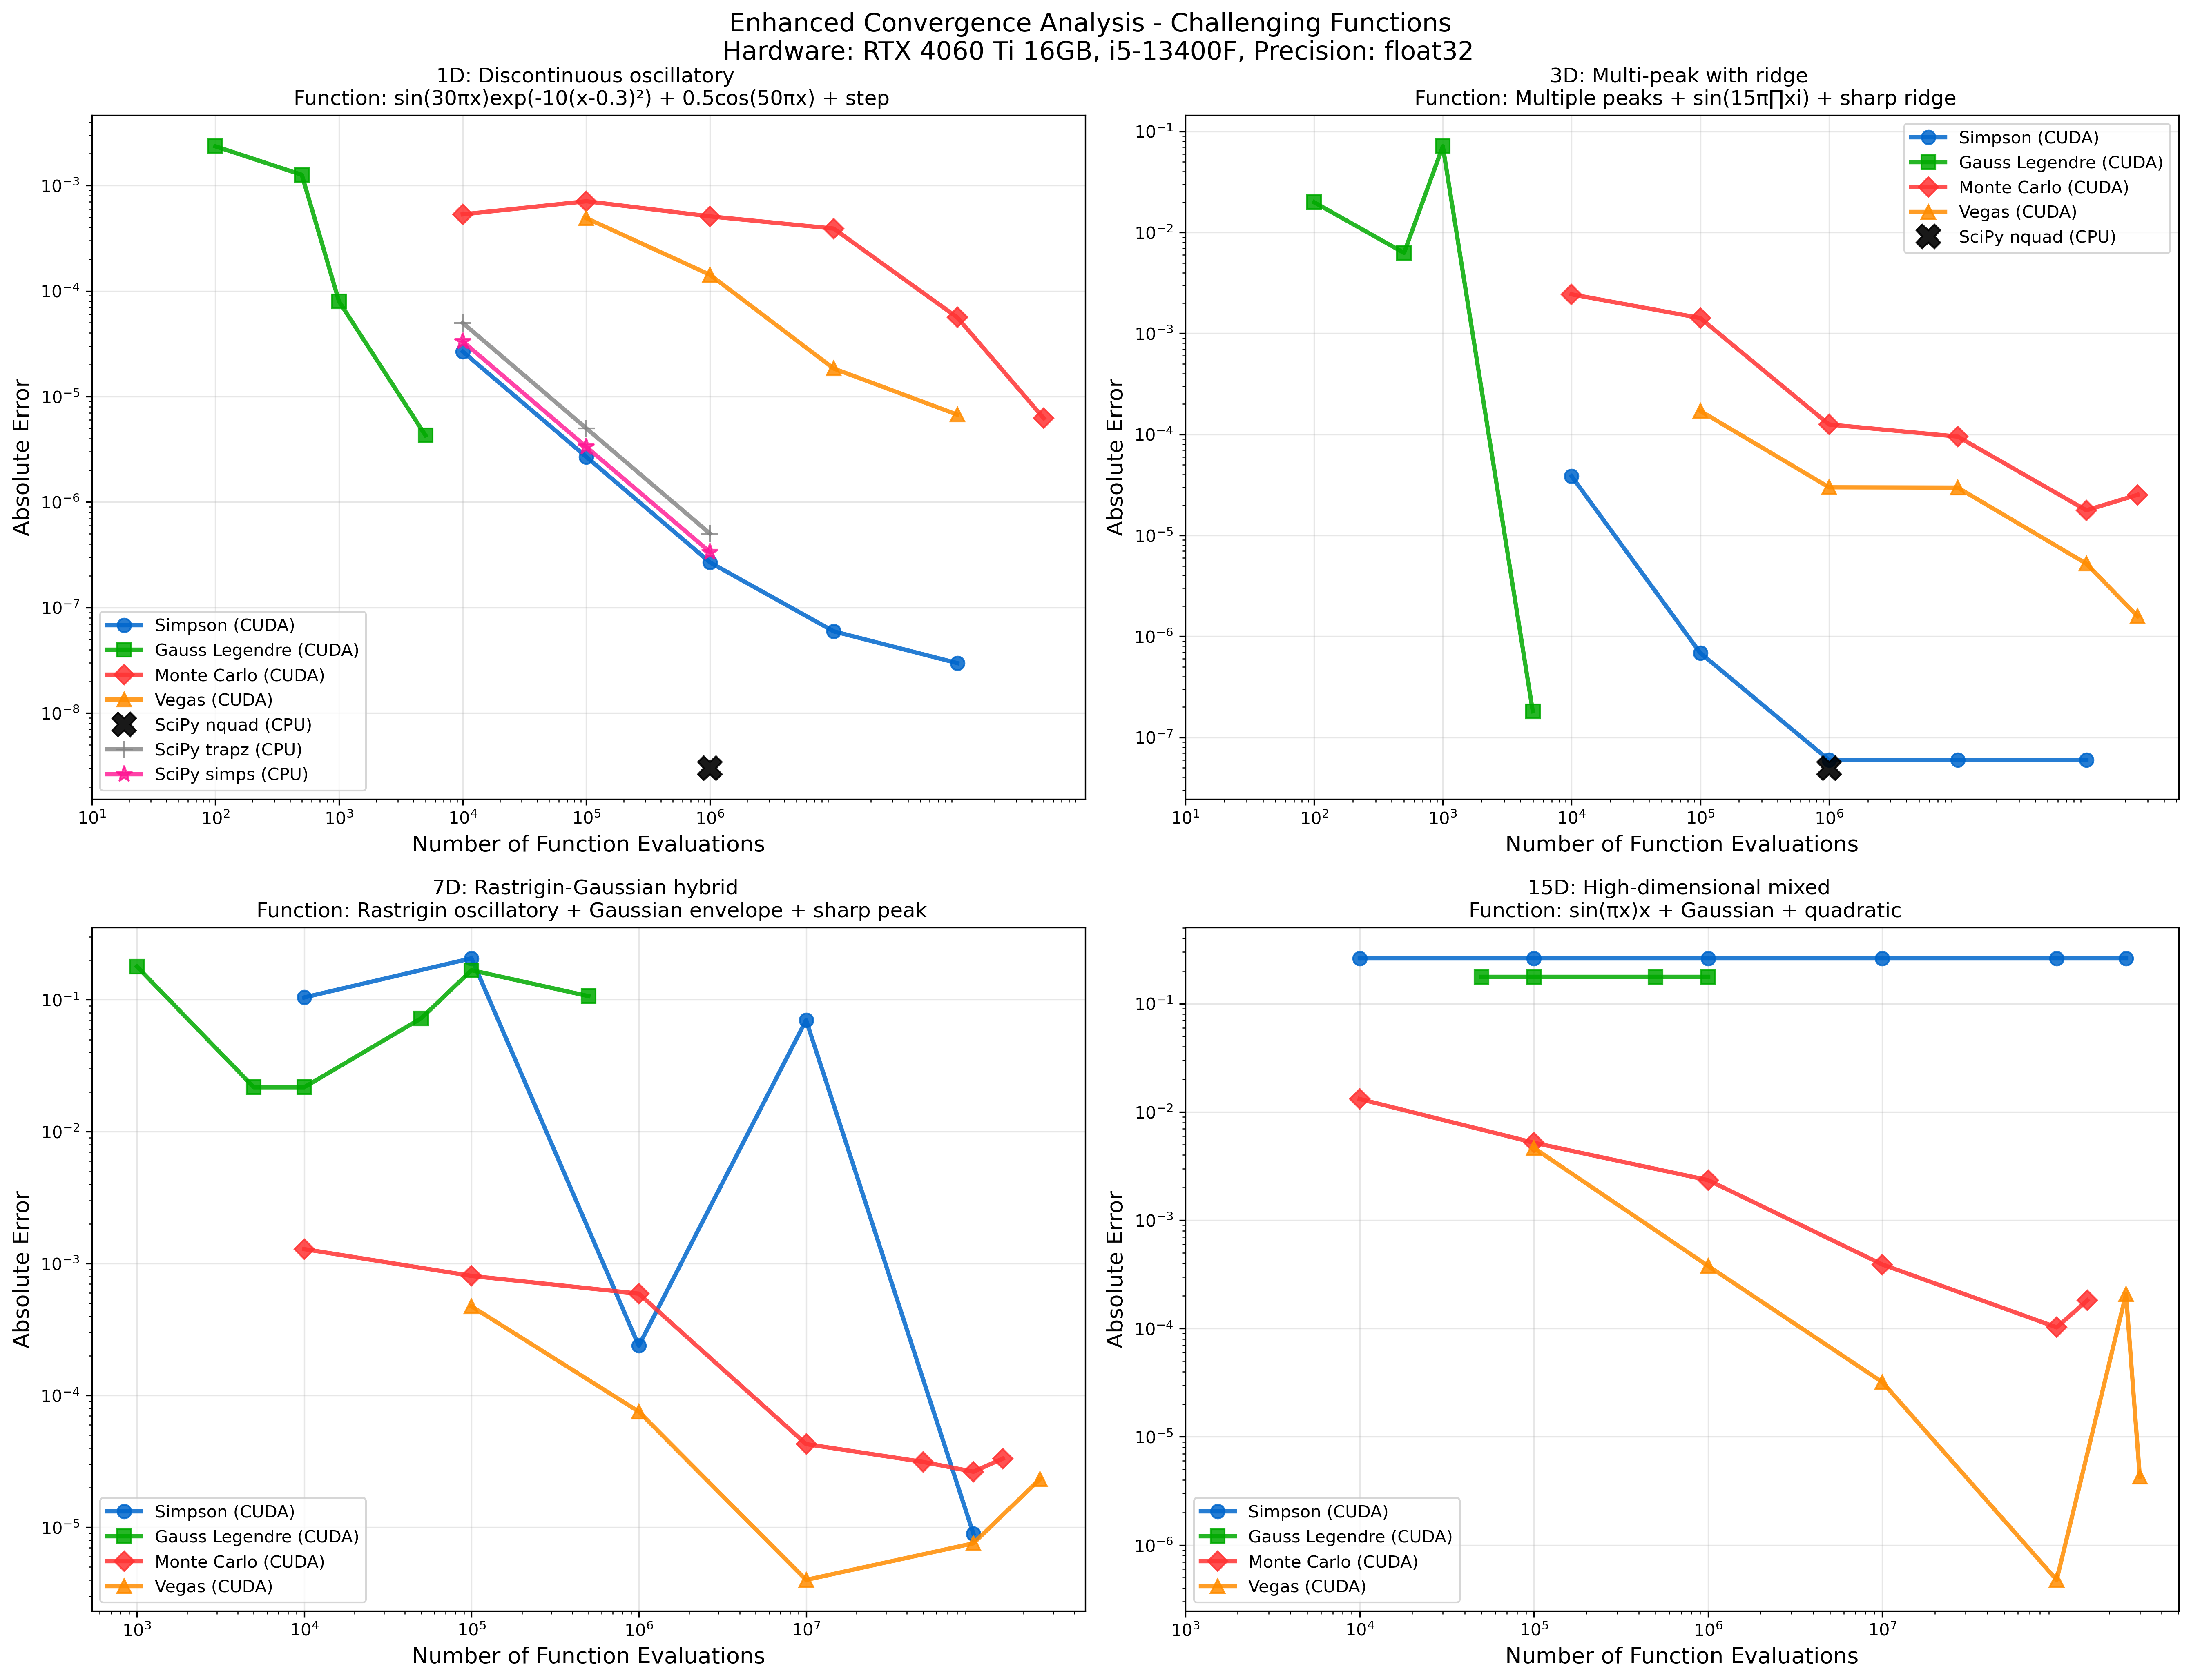 Enhanced Convergence Analysis - Challenging Functions
Hardware: RTX 4060 Ti 16GB, i5-13400F, Precision: float32
1D: Discontinuous oscillatory
Function: sin(30πx)exp(-10(x-0.3)²) + 0.5cos(50πx) + step
Absolute Error
10⁻³
10⁻⁴
10⁻⁵
10⁻⁶
10⁻⁷
10⁻⁸
Simpson (CUDA)
Gauss Legendre (CUDA)
Monte Carlo (CUDA)
Vegas (CUDA)
SciPy nquad (CPU)
SciPy trapz (CPU)
SciPy simps (CPU)
10¹ 10² 10³ 10⁴ 10⁵ 10⁶
Number of Function Evaluations
3D: Multi-peak with ridge
Function: Multiple peaks + sin(15π∏xi) + sharp ridge
Absolute Error
10⁻¹
10⁻²
10⁻³
10⁻⁴
10⁻⁵
10⁻⁶
10⁻⁷
Simpson (CUDA)
Gauss Legendre (CUDA)
Monte Carlo (CUDA)
Vegas (CUDA)
SciPy nquad (CPU)
10¹ 10² 10³ 10⁴ 10⁵ 10⁶
Number of Function Evaluations
7D: Rastrigin-Gaussian hybrid
Function: Rastrigin oscillatory + Gaussian envelope + sharp peak
Absolute Error
10⁻¹
10⁻²
10⁻³
10⁻⁴
10⁻⁵
Simpson (CUDA)
Gauss Legendre (CUDA)
Monte Carlo (CUDA)
Vegas (CUDA)
10³ 10⁴ 10⁵ 10⁶ 10⁷
Number of Function Evaluations
15D: High-dimensional mixed
Function: sin(πx)x + Gaussian + quadratic
Absolute Error
10⁻¹
10⁻²
10⁻³
10⁻⁴
10⁻⁵
10⁻⁶
Simpson (CUDA)
Gauss Legendre (CUDA)
Monte Carlo (CUDA)
Vegas (CUDA)
10³ 10⁴ 10⁵ 10⁶ 10⁷
Number of Function Evaluations